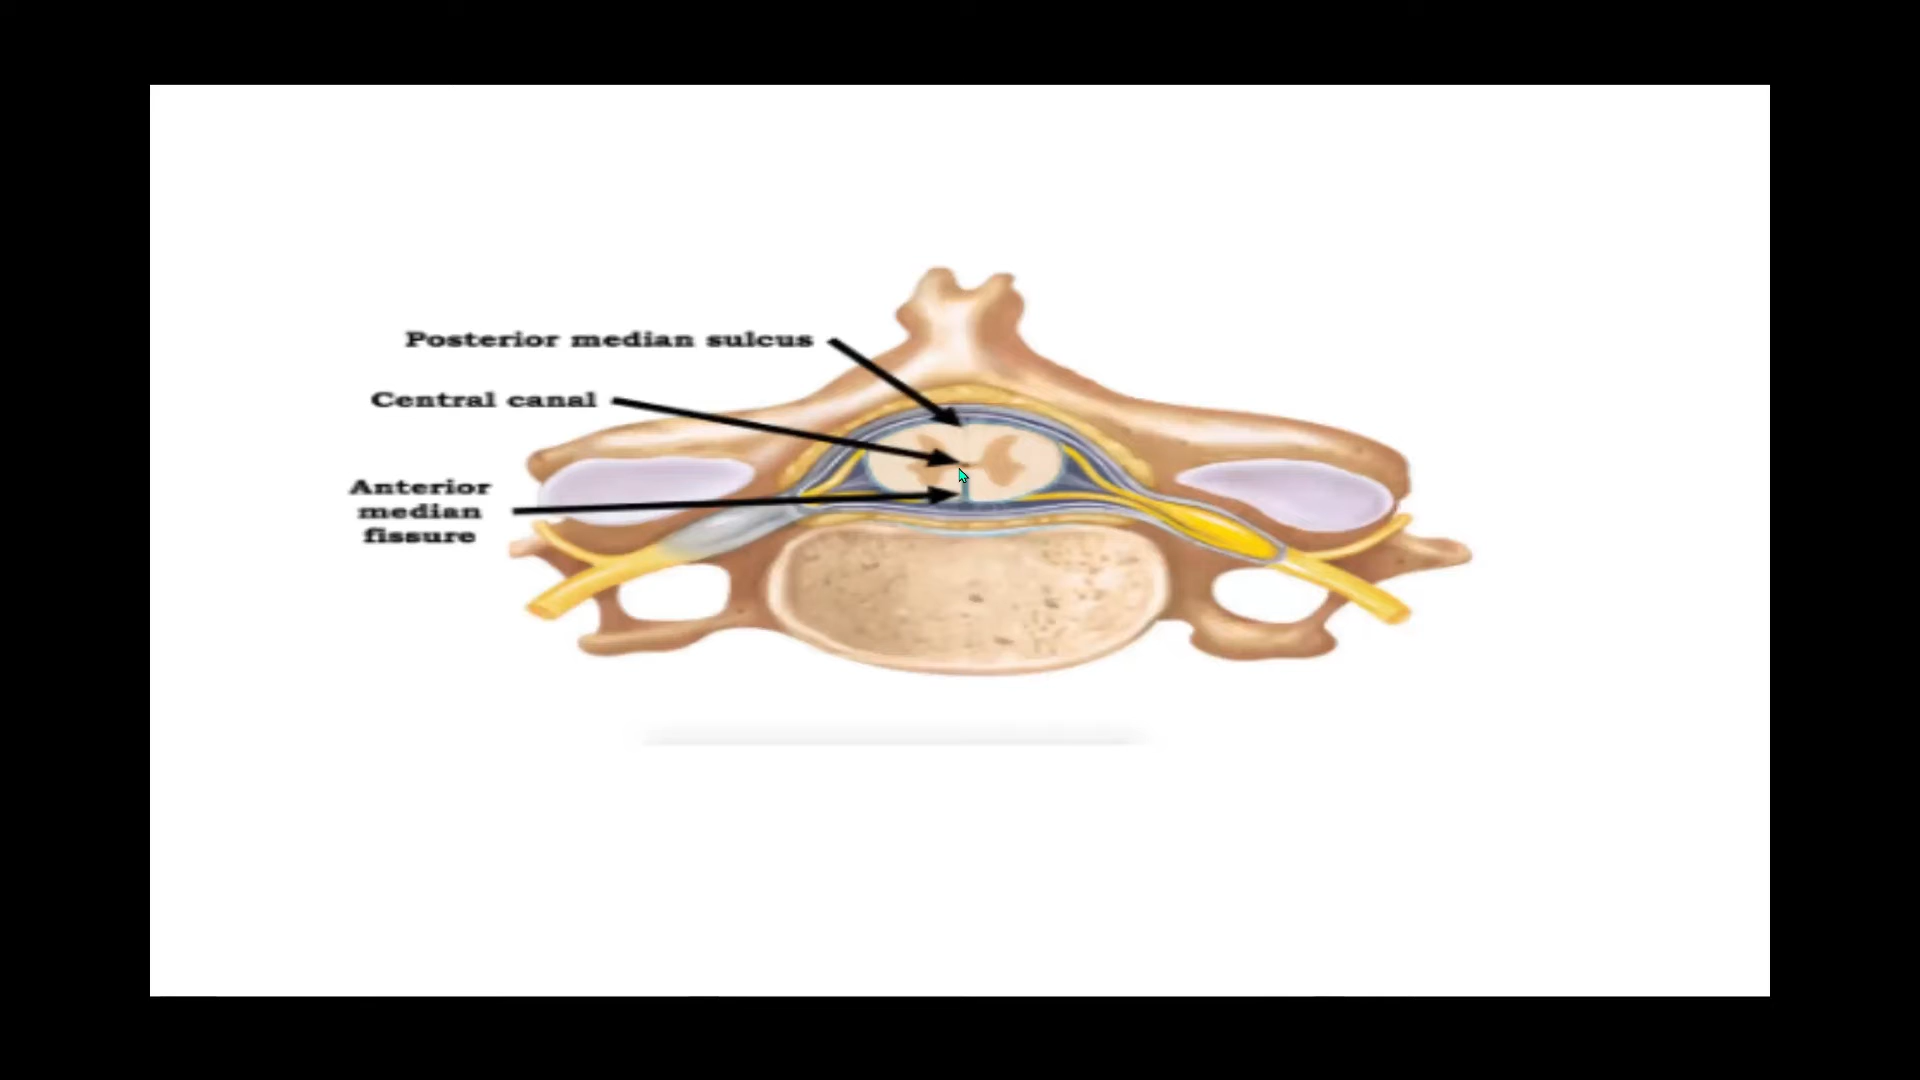 Posterior median sulcus
Central canal
Anterior
median
fissure